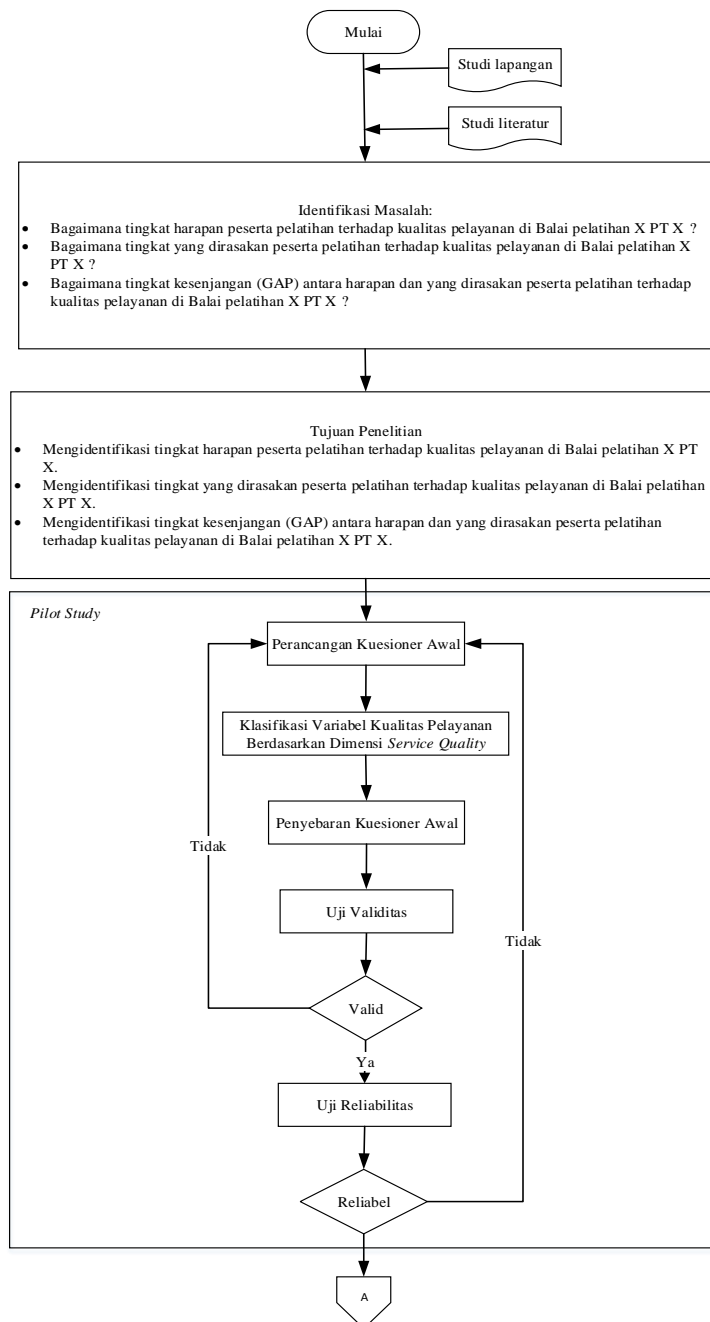 Mulai
Studi lapangan
Studi literatur
Identifikasi Masalah:
• Bagaimana tingkat harapan peserta pelatihan terhadap kualitas pelayanan di Balai pelatihan X PT X ?
• Bagaimana tingkat yang dirasakan peserta pelatihan terhadap kualitas pelayanan di Balai pelatihan X
PT X ?
• Bagaimana tingkat kesenjangan (GAP) antara harapan dan yang dirasakan peserta pelatihan terhadap
kualitas pelayanan di Balai pelatihan X PT X ?
Tujuan Penelitian
• Mengidentifikasi tingkat harapan peserta pelatihan terhadap kualitas pelayanan di Balai pelatihan X PT
X.
• Mengidentifikasi tingkat yang dirasakan peserta pelatihan terhadap kualitas pelayanan di Balai pelatihan
X PT X.
• Mengidentifikasi tingkat kesenjangan (GAP) antara harapan dan yang dirasakan peserta pelatihan
terhadap kualitas pelayanan di Balai pelatihan X PT X.
Pilot Study
Perancangan Kuesioner Awal
Klasifikasi Variabel Kualitas Pelayanan
Berdasarkan Dimensi Service Quality
Penyebaran Kuesioner Awal
Tidak
Uji Validitas
Tidak
Valid
Ya
Uji Reliabilitas
Reliabel
A